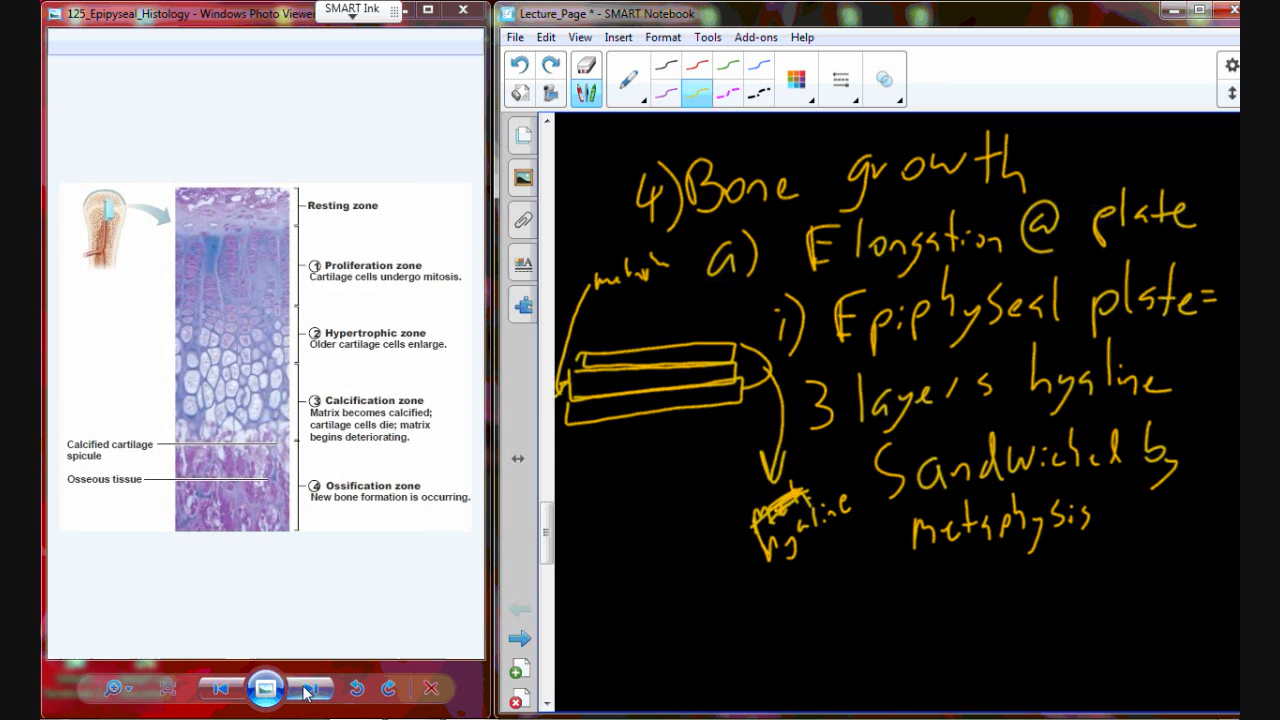 125_Epipyseal_Histology - Windows Photo Viewer
SMART Ink
Resting zone
1 Proliferation zone
Cartilage cells undergo mitosis.
2 Hypertrophic zone
Older cartilage cells enlarge.
3 Calcification zone
Matrix becomes calcified;
cartilage cells die; matrix
begins deteriorating.
Calcified cartilage
spicule
Osseous tissue
4 Ossification zone
New bone formation is occurring.
Lecture_Page * - SMART Notebook
File Edit View Insert Format Tools Add-ons Help
4) Bone growth
a) Elongation @ plate
i) Epiphyseal plate=
3 layers hyaline
Sandwiched by
metaphysis
hyaline